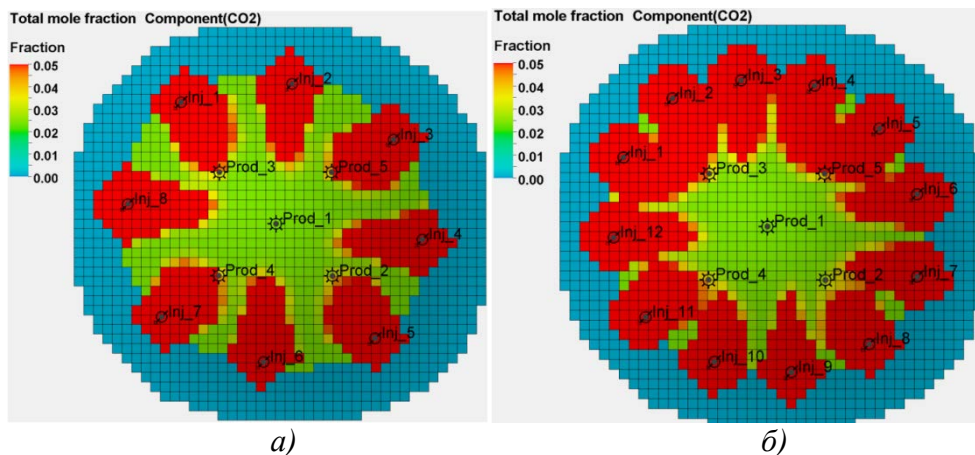 Total mole fraction Component(CO2)
Fraction
0.05
0.04
0.03
0.02
0.01
0.00
Inj_1
Inj_2
Inj_3
Prod_3
Prod_5
Inj_8
Prod_1
Inj_4
Prod_4
Prod_2
Inj_7
Inj_5
Inj_6
а)
Total mole fraction Component(CO2)
Fraction
0.05
0.04
0.03
0.02
0.01
0.00
Inj_3
Inj_4
Inj_2
Inj_5
Inj_1
Prod_3
Prod_5
Inj_6
Prod_1
Inj_12
Prod_4
Prod_2
Inj_7
Inj_11
Inj_8
Inj_10
Inj_9
б)